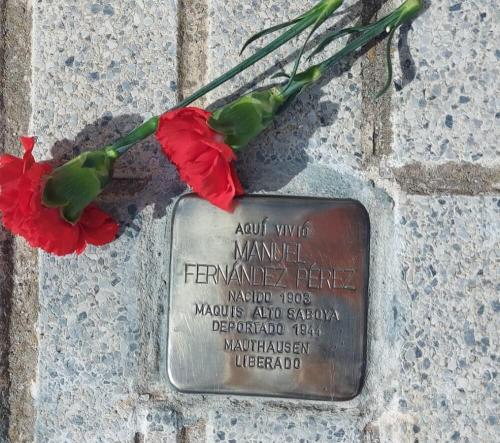 AQUÍ VIVIÓ
MANUEL
FERNÁNDEZ PÉREZ
NACIDO 1903
MAQUIS ALTO SABOYA
DEPORTADO 1944
MAUTHAUSEN
LIBERADO